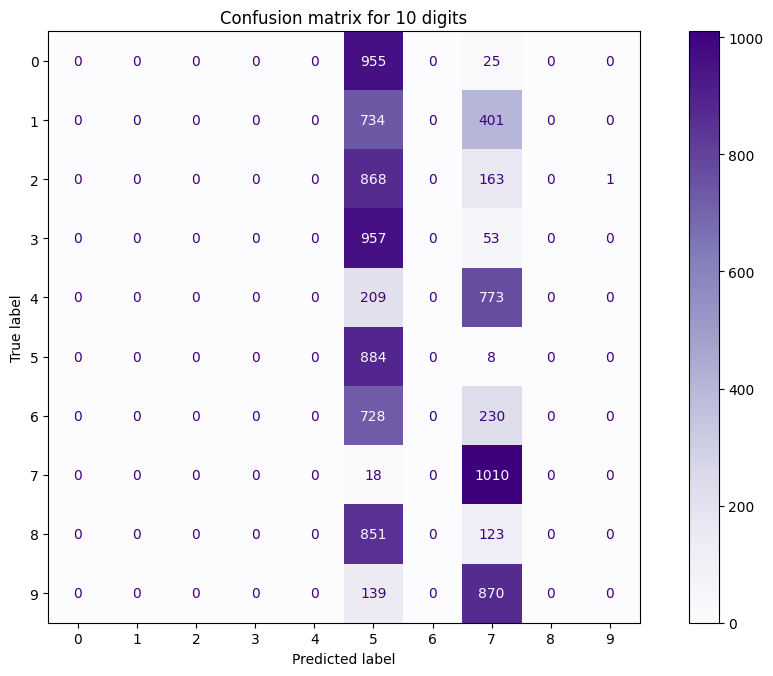 Confusion matrix for 10 digits
0 0 0 0 0 0 955 0 25 0 0
1 0 0 0 0 0 734 0 401 0 0
2 0 0 0 0 0 868 0 163 0 1
3 0 0 0 0 0 957 0 53 0 0
4 0 0 0 0 0 209 0 773 0 0
5 0 0 0 0 0 884 0 8 0 0
6 0 0 0 0 0 728 0 230 0 0
7 0 0 0 0 0 18 0 1010 0 0
8 0 0 0 0 0 851 0 123 0 0
9 0 0 0 0 0 139 0 870 0 0
0 1 2 3 4 5 6 7 8 9
True label
Predicted label
1000
800
600
400
200
0